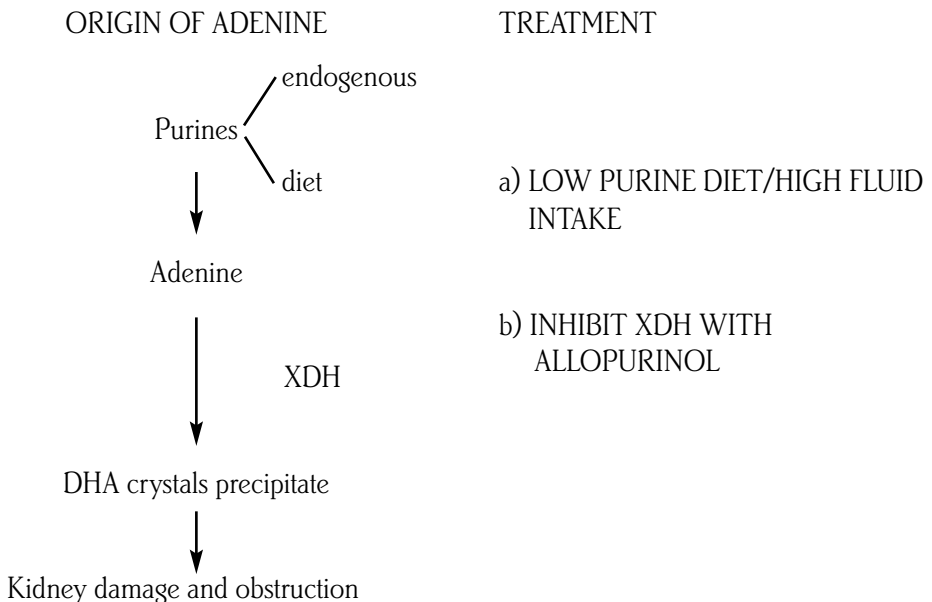 ORIGIN OF ADENINE
TREATMENT
endogenous
Purines
diet
a) LOW PURINE DIET/HIGH FLUID
INTAKE
Adenine
b) INHIBIT XDH WITH
ALLOPURINOL
XDH
DHA crystals precipitate
Kidney damage and obstruction